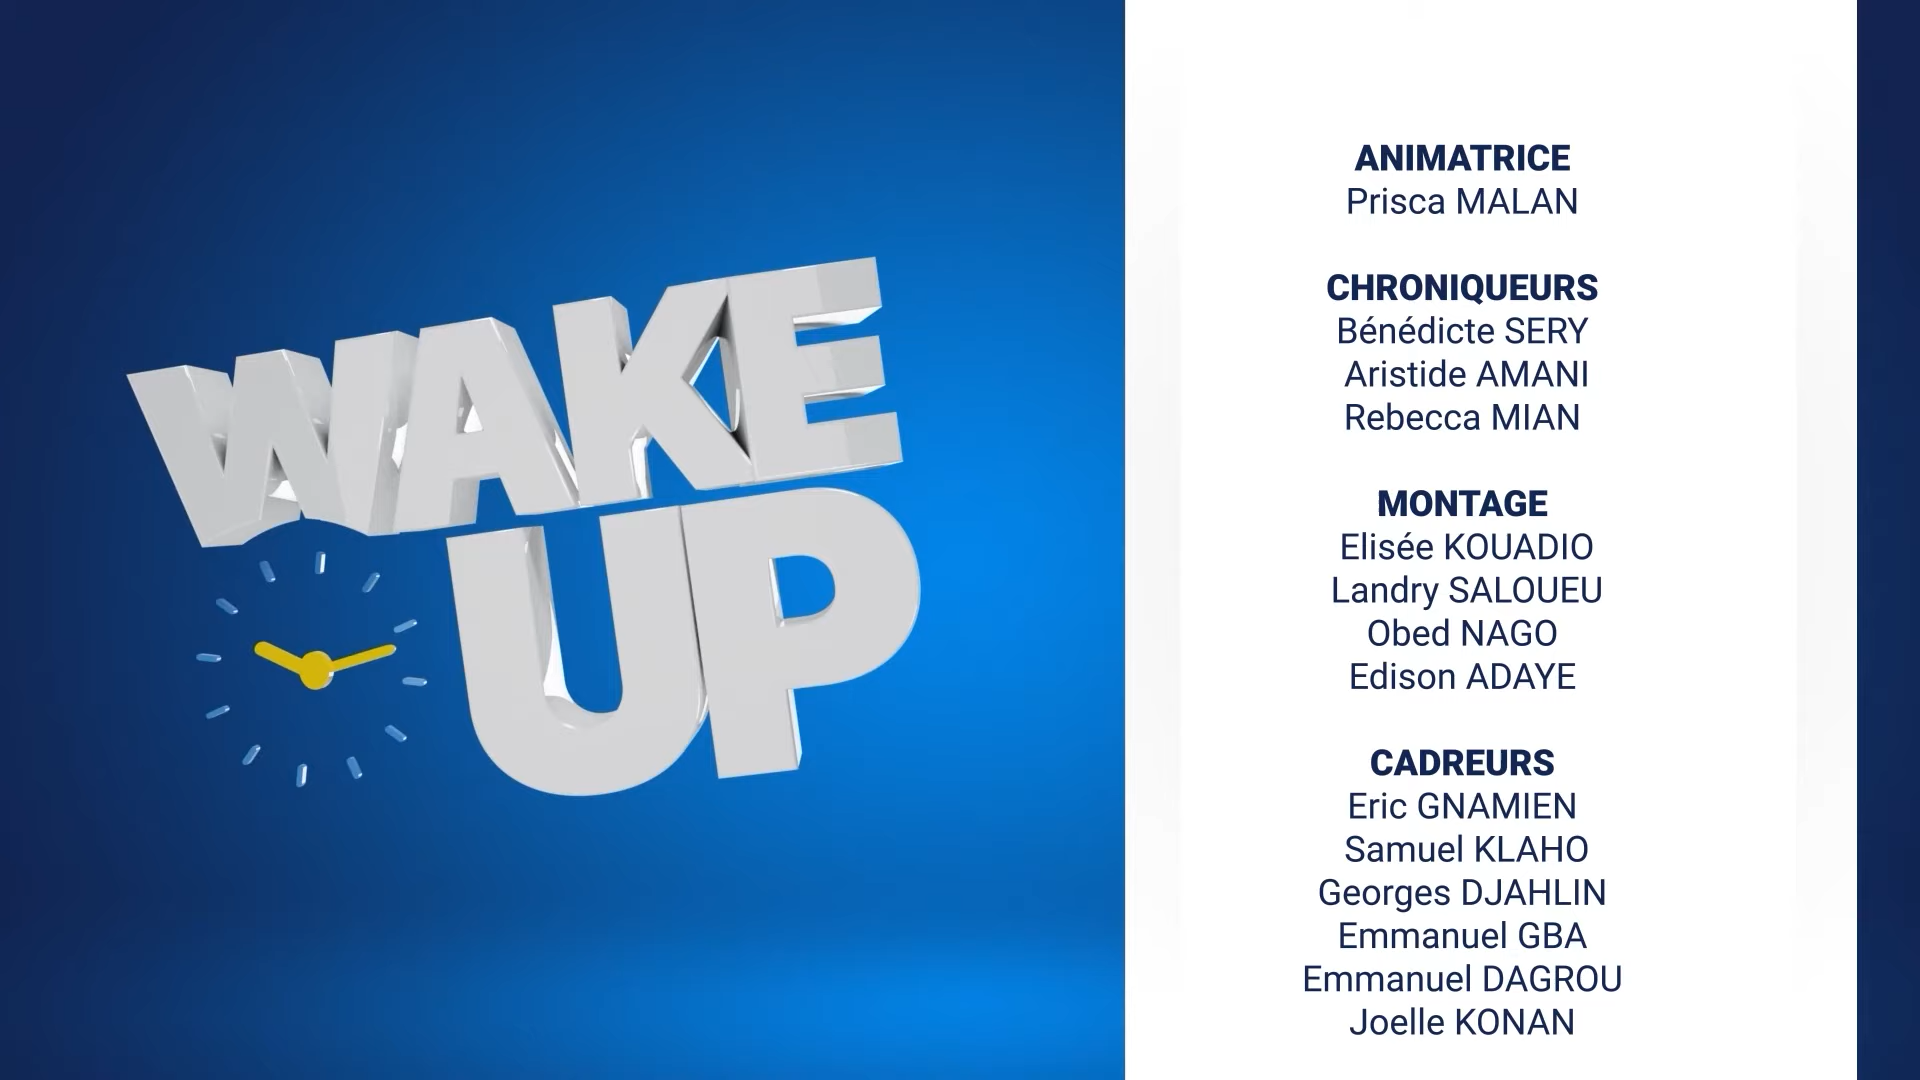 WAKE
UP
ANIMATRICE
Prisca MALAN
CHRONIQUEURS
Bénédicte SERY
Aristide AMANI
Rebecca MIAN
MONTAGE
Elisée KOUADIO
Landry SALOUEU
Obed NAGO
Edison ADAYE
CADREURS
Eric GNAMIEN
Samuel KLAHO
Georges DJAHLIN
Emmanuel GBA
Emmanuel DAGROU
Joelle KONAN